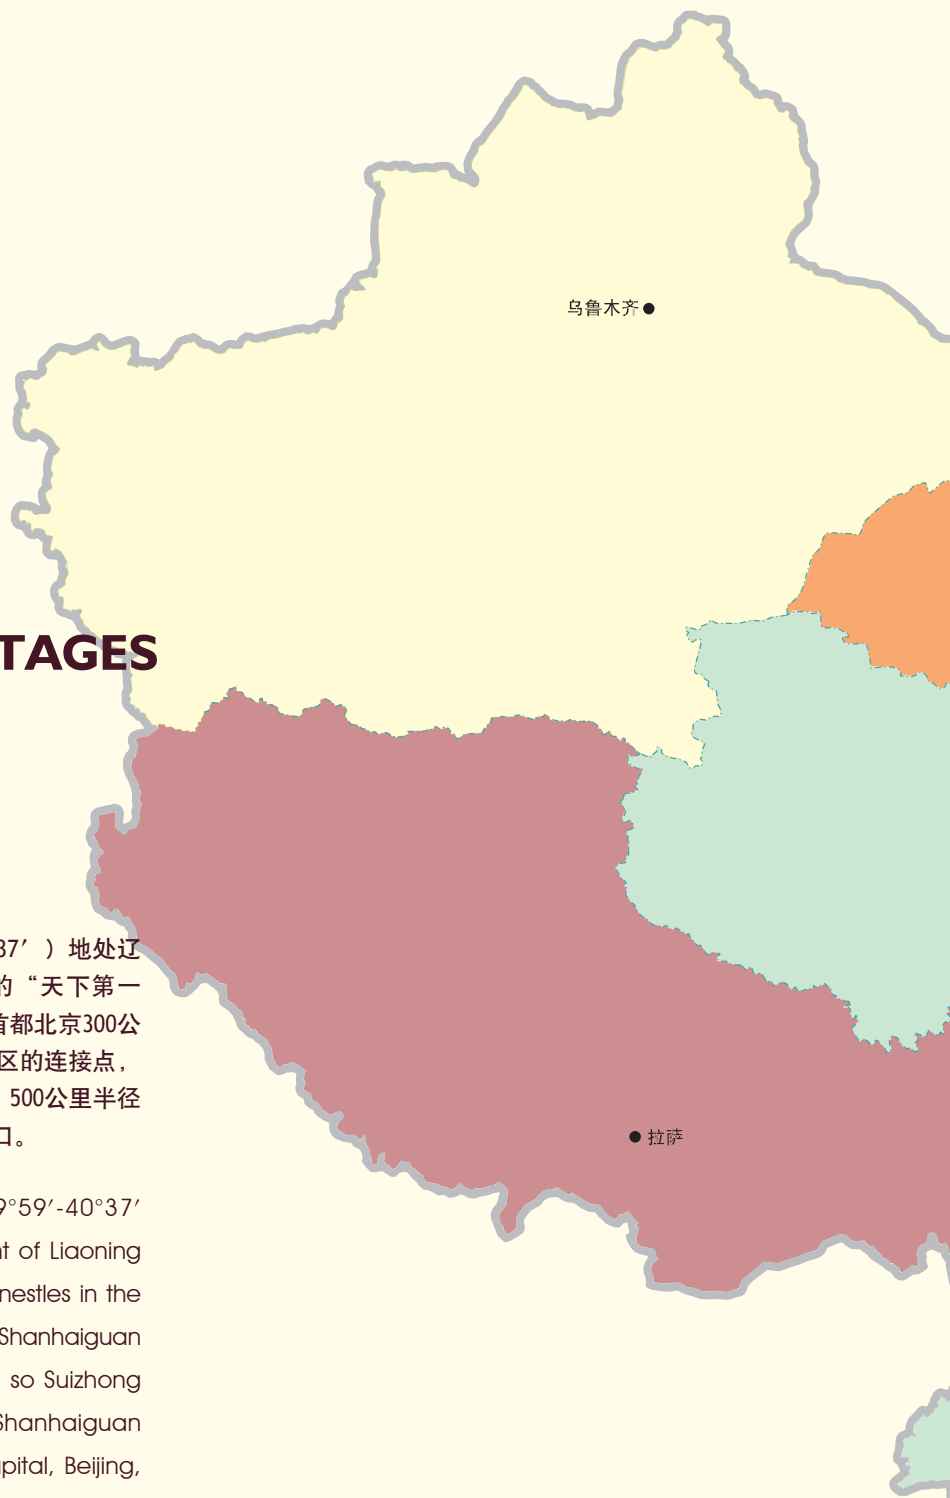 乌鲁木齐
TAGES
37′ ）地处辽
的“天下第一
首都北京300公
区的连接点，
500公里半径
口。
拉萨
9°59′-40°37′
of Liaoning
nestles in the
Shanhaiguan
so Suizhong
Shanhaiguan
Beijing,